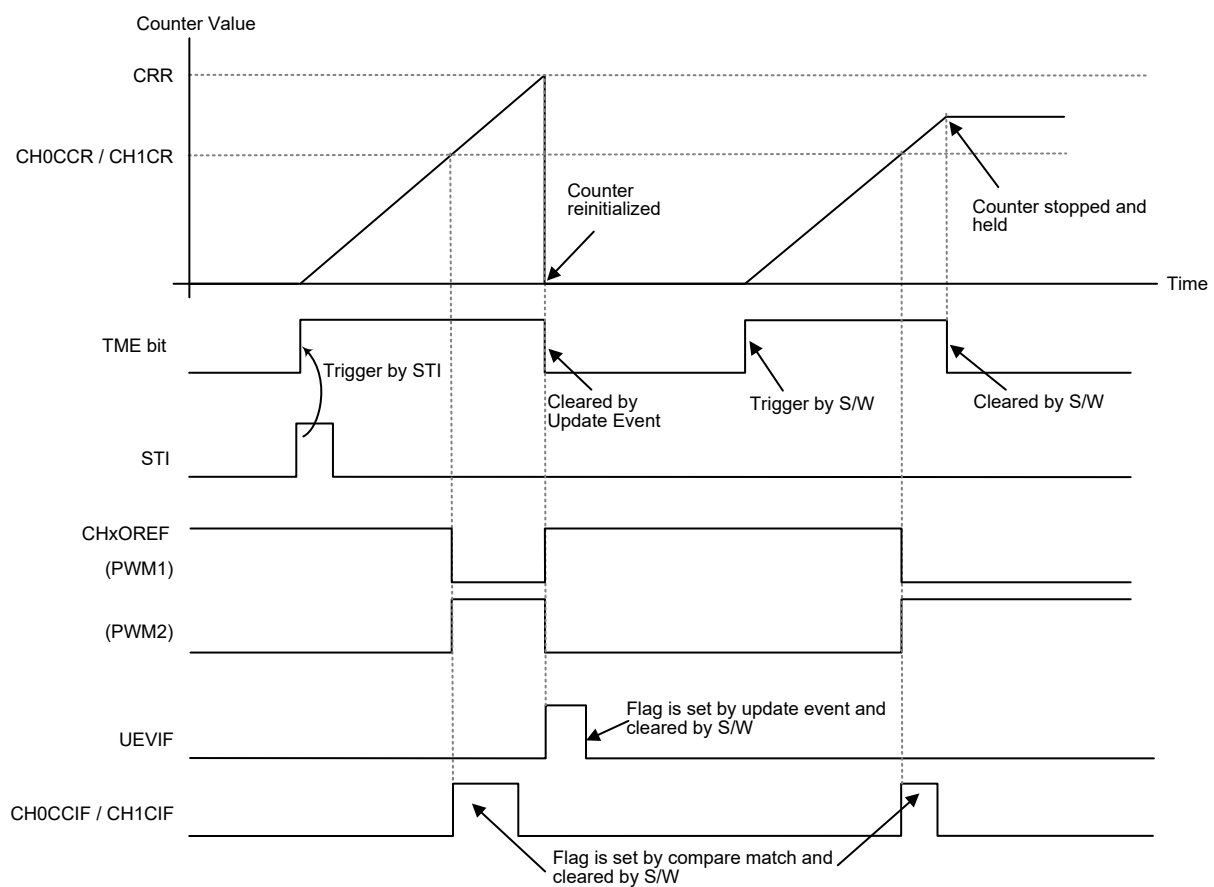 Counter Value
CRR
CH0CCR / CH1CR
Counter
reinitialized
Counter stopped and
held
Time
TME bit
Trigger by STI
Cleared by
Update Event
Trigger by S/W
Cleared by S/W
STI
CHxOREF
(PWM1)
(PWM2)
Flag is set by update event and
cleared by S/W
UEVIF
CH0CCIF / CH1CIF
Flag is set by compare match and
cleared by S/W